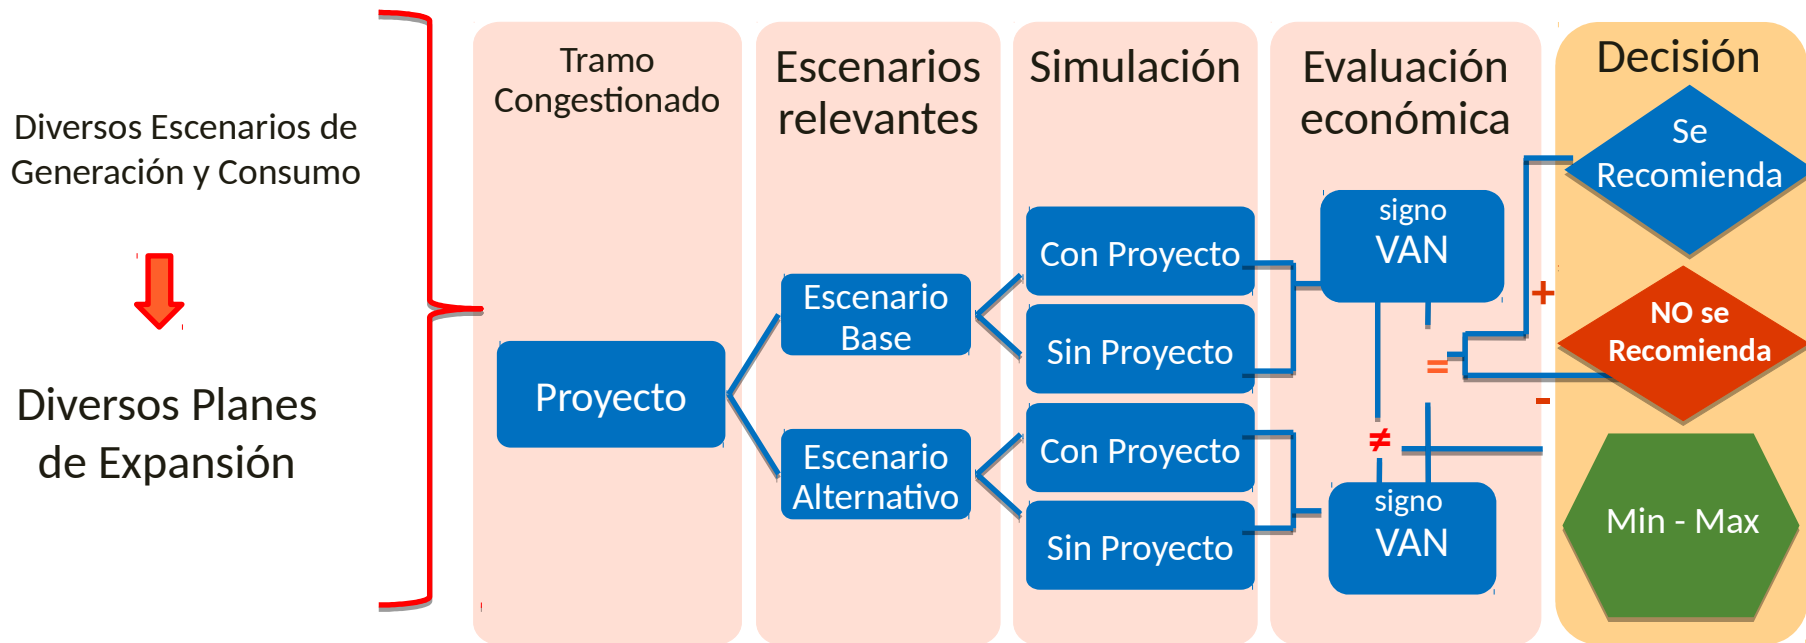 Diversos Escenarios de
Generación y Consumo
Diversos Planes
de Expansión
Tramo
Congestionado
Proyecto
Escenarios
relevantes
Escenario
Base
Escenario
Alternativo
Simulación
Con Proyecto
Sin Proyecto
Con Proyecto
Sin Proyecto
Evaluación
económica
signo
VAN
=
≠
signo
VAN
Decisión
Se
Recomienda
+
NO se
Recomienda
-
Min - Max